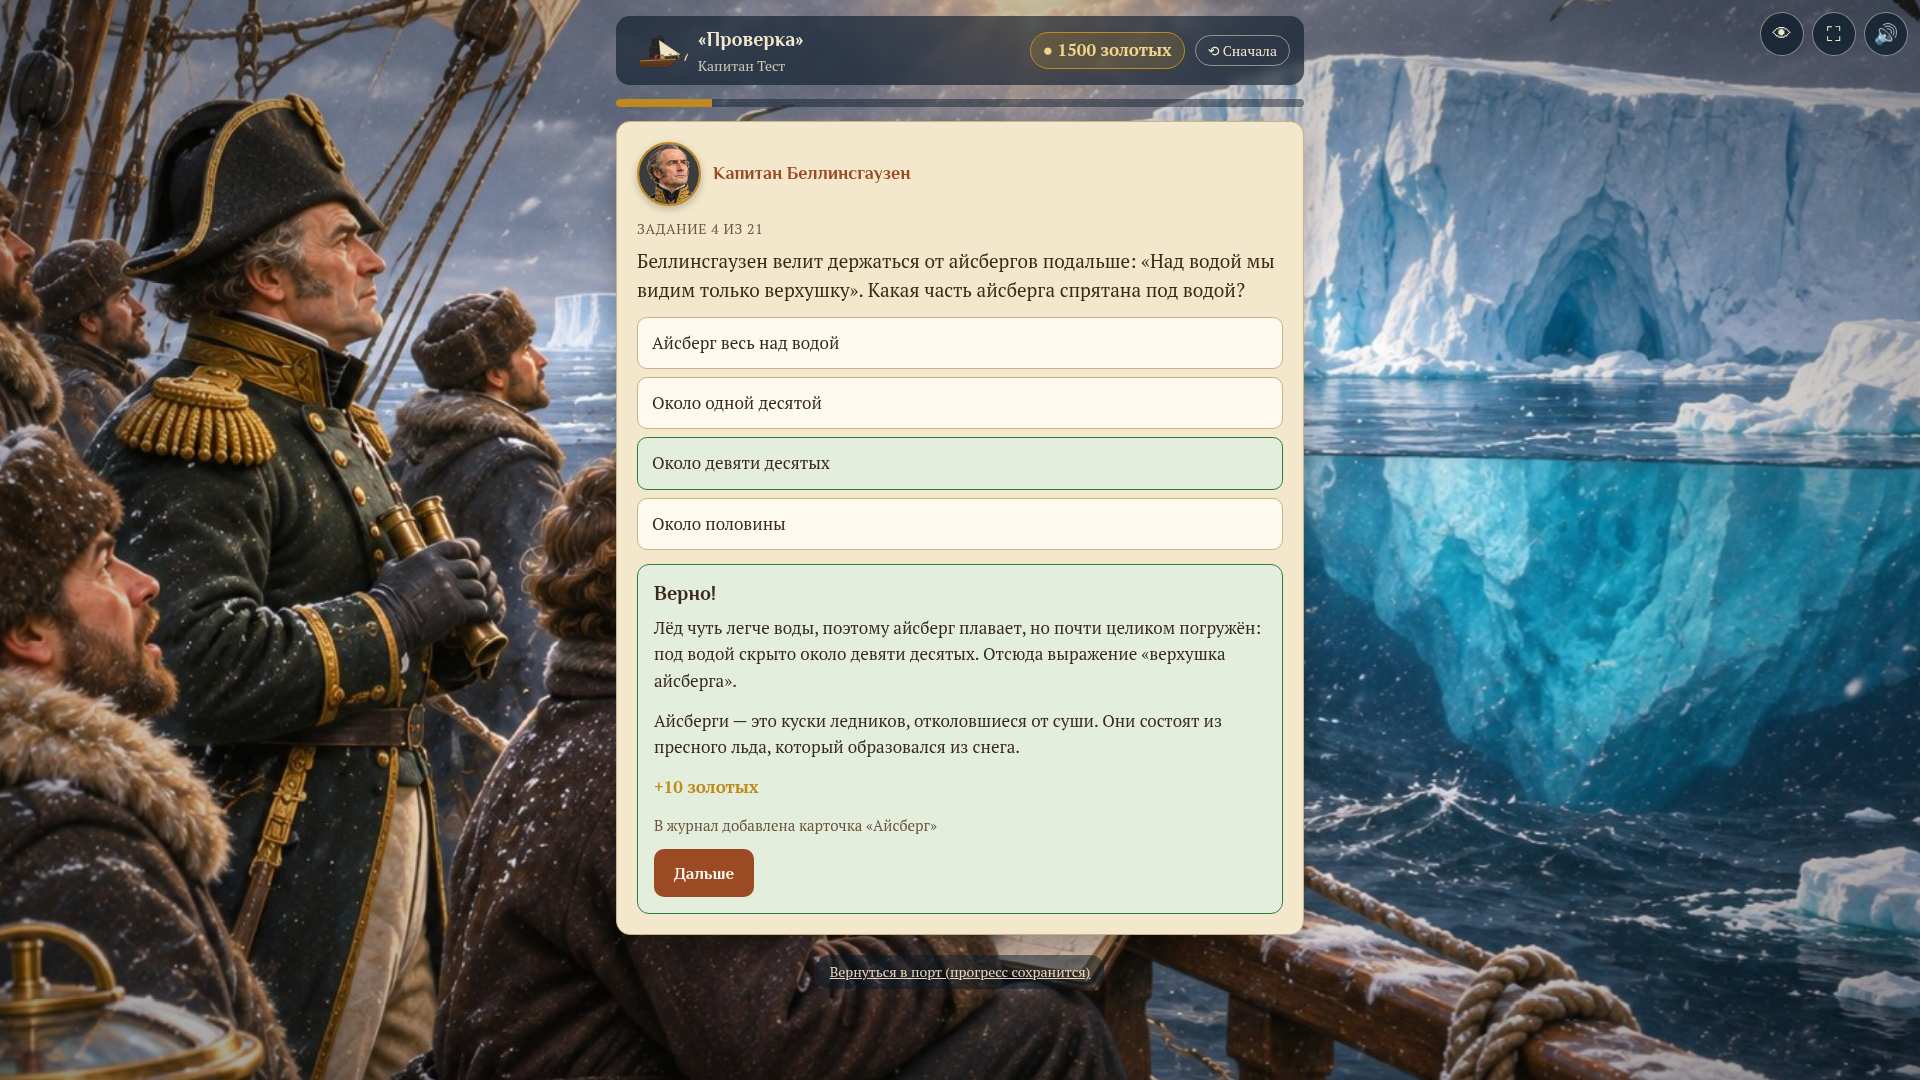 «Проверка»
Капитан Тест
● 1500 золотых
⟲ Сначала
Капитан Беллинсгаузен
ЗАДАНИЕ 4 ИЗ 21
Беллинсгаузен велит держаться от айсбергов подальше: «Над водой мы
видим только верхушку». Какая часть айсберга спрятана под водой?
Айсберг весь над водой
Около одной десятой
Около девяти десятых
Около половины
Верно!
Лёд чуть легче воды, поэтому айсберг плавает, но почти целиком погружён:
под водой скрыто около девяти десятых. Отсюда выражение «верхушка
айсберга».
Айсберги — это куски ледников, отколовшиеся от суши. Они состоят из
пресного льда, который образовался из снега.
+10 золотых
В журнал добавлена карточка «Айсберг»
Дальше
Вернуться в порт (прогресс сохранится)